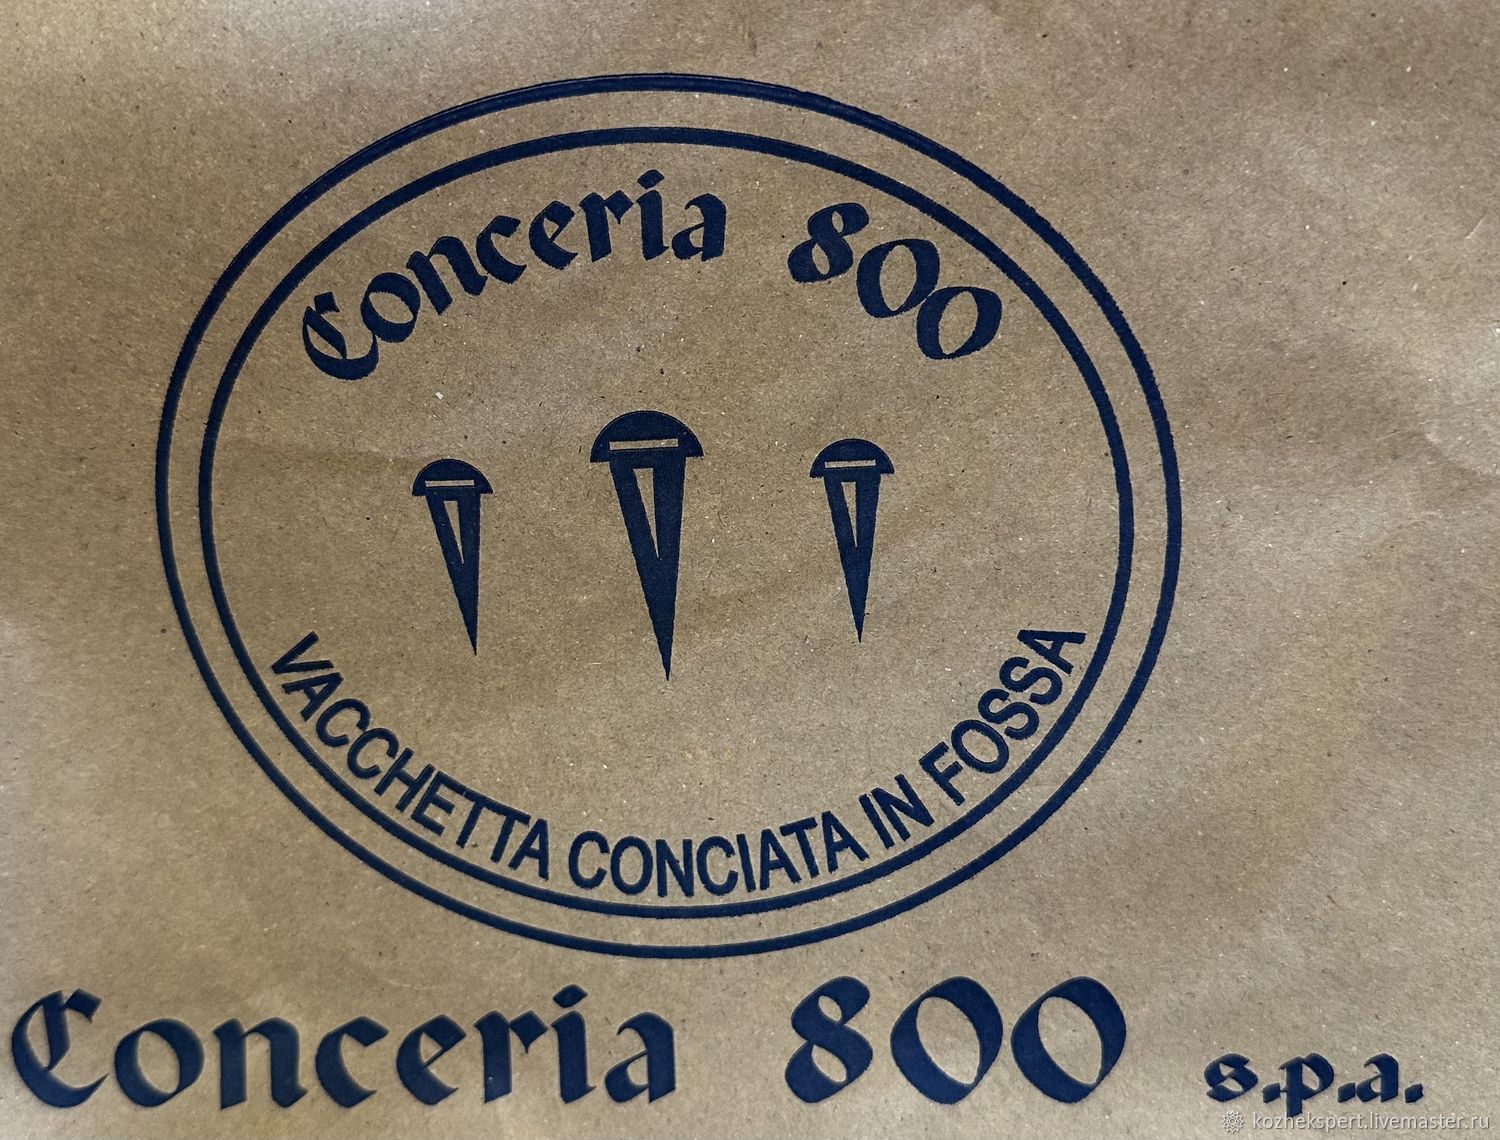 Conceria 800
VACCHETTA CONCIATA IN FOSSA
Conceria 800 s.p.a.
kozhekspert.livemaster.ru